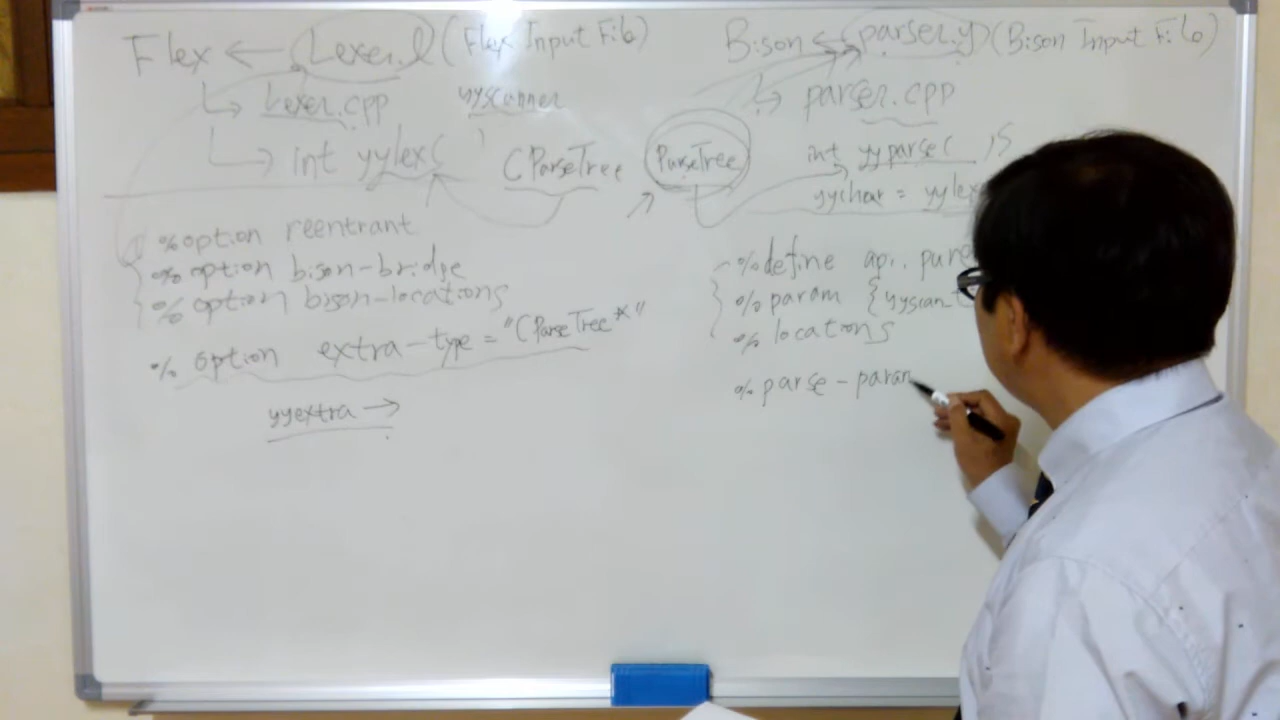 Flex ← Lexer.l (Flex Input File)
Lexer.cpp yyscanner
int yylex(
CParseTree ParseTree
%option reentrant
%option bison-bridge
%option bison-locations
%option extra-type="CParseTree*"
yyextra →
Bison ← parser.y (Bison Input File)
parser.cpp
int yyparse( )
yychar = yylex
%define api.pure
%param {yyscan_t
%locations
%parse-param